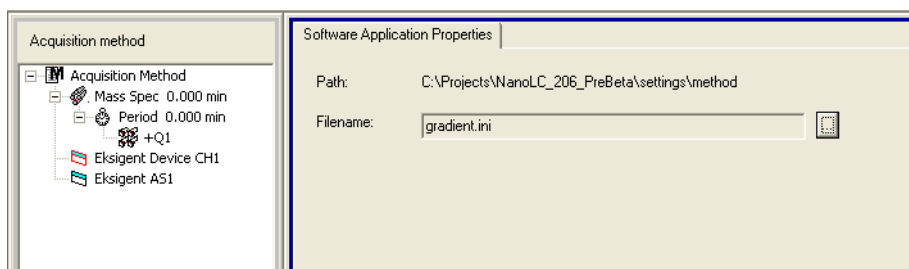 Acquisition method
Acquisition Method
Mass Spec 0.000 min
Period 0.000 min
+Q1
Eksigent Device CH1
Eksigent AS1
Software Application Properties
Path: C:\Projects\NanoLC_206_PreBeta\settings\method
Filename: gradient.ini
...